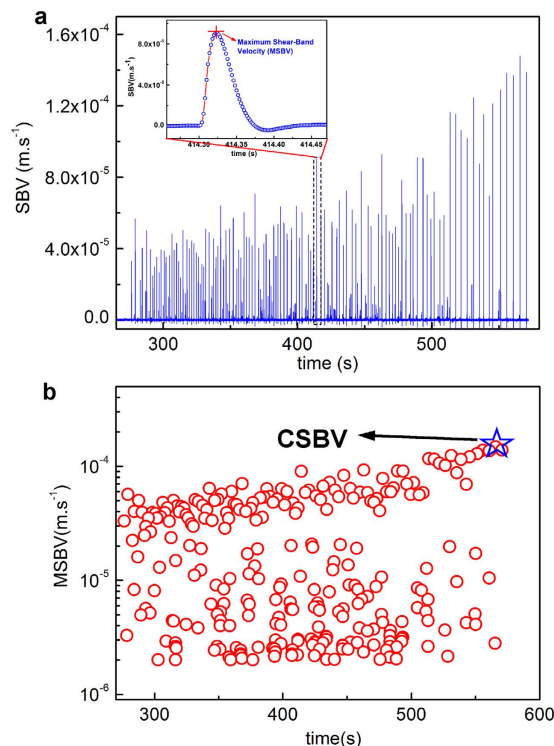 a
1.6x10⁻⁴
1.2x10⁻⁴
8.0x10⁻⁵
4.0x10⁻⁵
0.0
SBV (m.s⁻¹)
300 400 500
time (s)
8.0x10⁻⁵
4.0x10⁻⁵
0.0
SBV(m.s⁻¹)
Maximum Shear-Band
Velocity (MSBV)
414.30 414.35 414.40 414.45
time (s)
b
CSBV
10⁻⁴
10⁻⁵
10⁻⁶
MSBV(m.s⁻¹)
300 400 500 600
time(s)